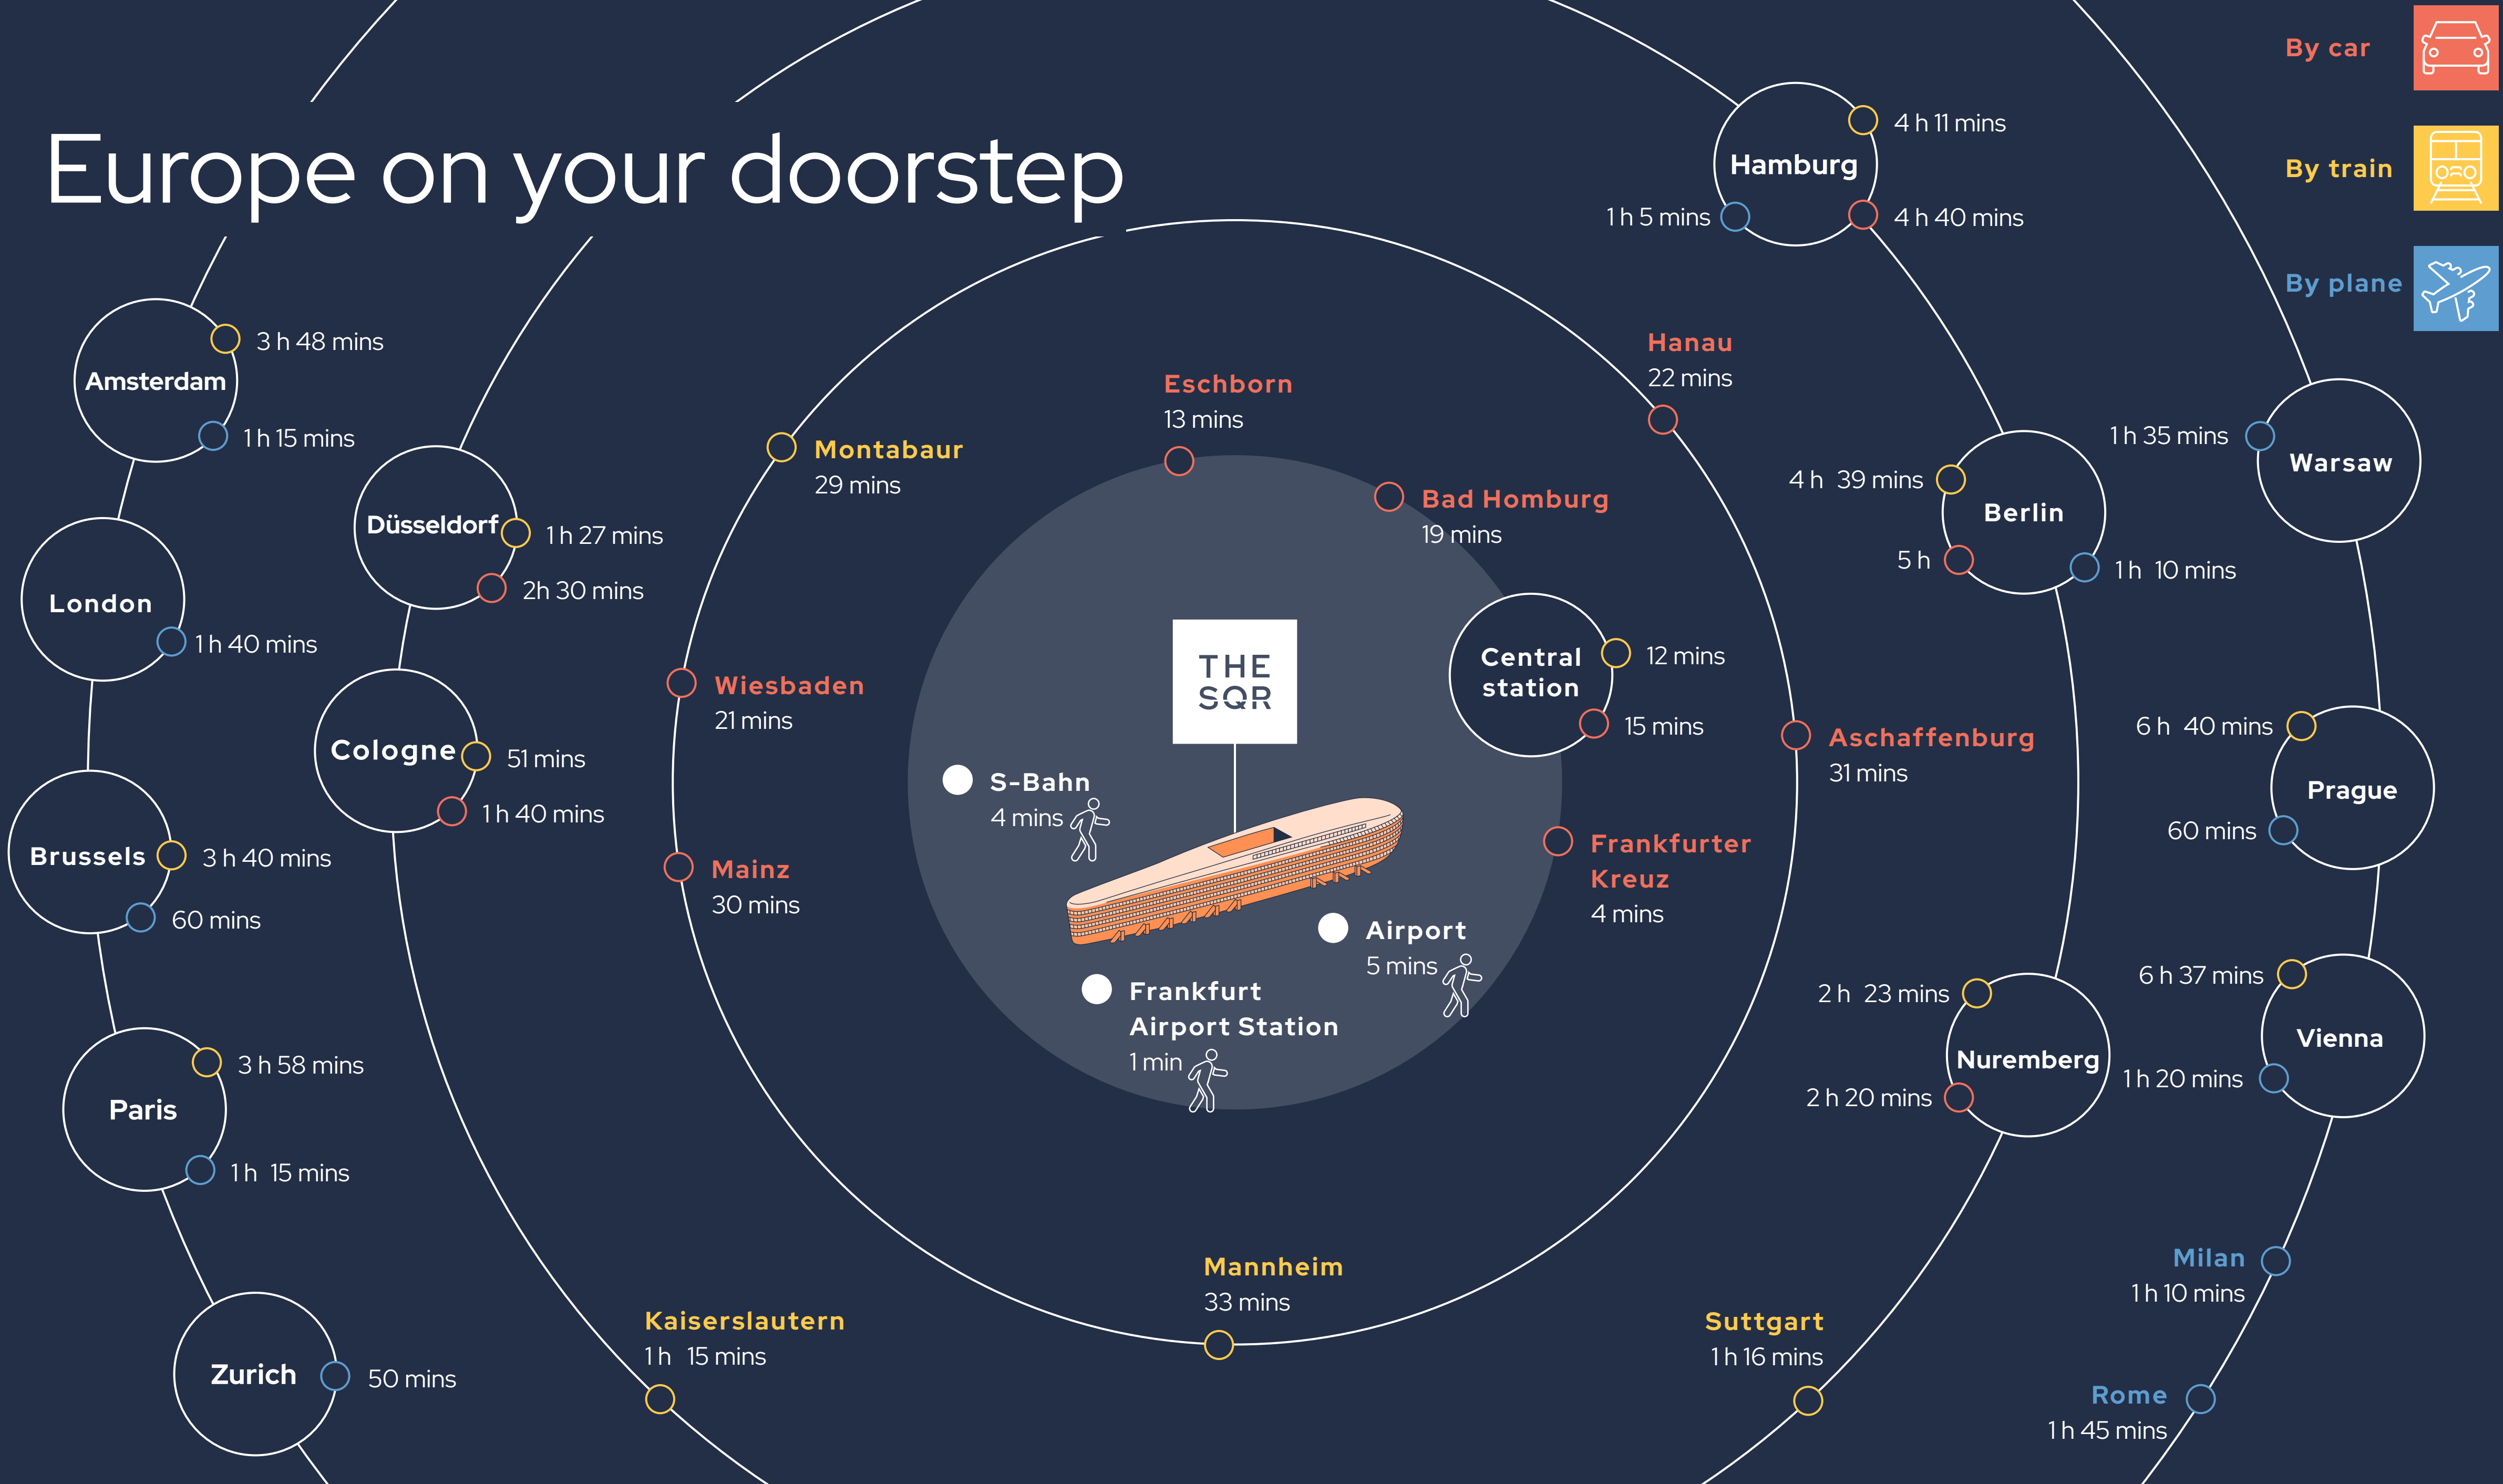 Europe on your doorstep
By car
By train
By plane
Hamburg
4 h 11 mins
1 h 5 mins
4 h 40 mins
Amsterdam
3 h 48 mins
1 h 15 mins
London
1 h 40 mins
Brussels
3 h 40 mins
60 mins
Paris
3 h 58 mins
1 h 15 mins
Zurich
50 mins
Düsseldorf
1 h 27 mins
2h 30 mins
Cologne
51 mins
1 h 40 mins
Kaiserslautern
1 h 15 mins
Montabaur
29 mins
Wiesbaden
21 mins
Mainz
30 mins
Eschborn
13 mins
Bad Homburg
19 mins
Hanau
22 mins
THE
SQR
Central
station
12 mins
15 mins
S-Bahn
4 mins
Airport
5 mins
Frankfurt
Airport Station
1 min
Frankfurter
Kreuz
4 mins
Aschaffenburg
31 mins
Mannheim
33 mins
Berlin
4 h 39 mins
5 h
1 h 10 mins
Nuremberg
2 h 23 mins
2 h 20 mins
Suttgart
1 h 16 mins
Warsaw
1 h 35 mins
Prague
6 h 40 mins
60 mins
Vienna
6 h 37 mins
1 h 20 mins
Milan
1 h 10 mins
Rome
1 h 45 mins